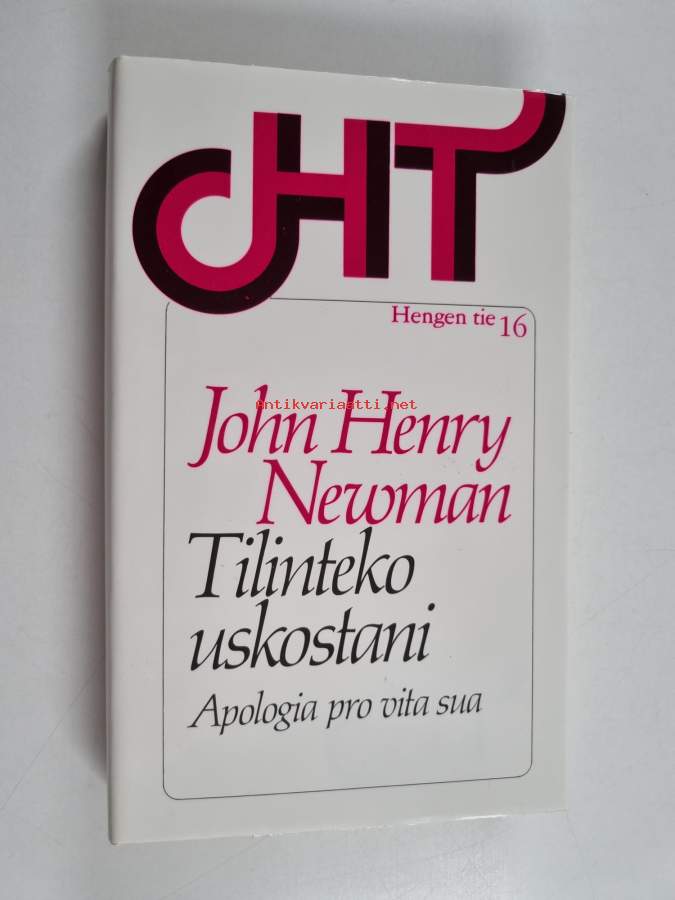 HT
Hengen tie 16
John Henry
Antikvariaatti.net
Newman
Tilinteko
uskostani
Apologia pro vita sua